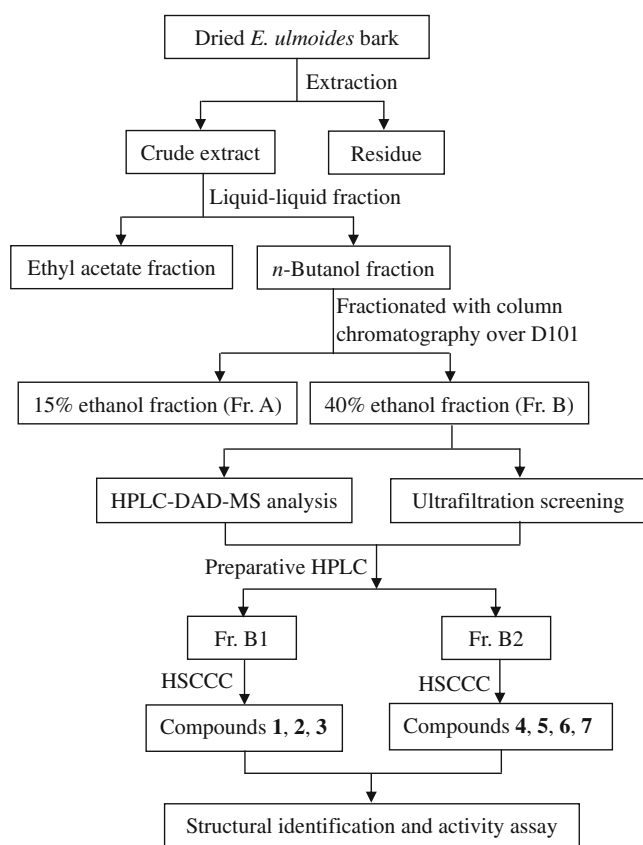 Dried E. ulmoides bark
Extraction
Crude extract
Residue
Liquid-liquid fraction
Ethyl acetate fraction
n-Butanol fraction
Fractionated with column
chromatography over D101
15% ethanol fraction (Fr. A)
40% ethanol fraction (Fr. B)
HPLC-DAD-MS analysis
Ultrafiltration screening
Preparative HPLC
Fr. B1
Fr. B2
HSCCC
HSCCC
Compounds 1, 2, 3
Compounds 4, 5, 6, 7
Structural identification and activity assay